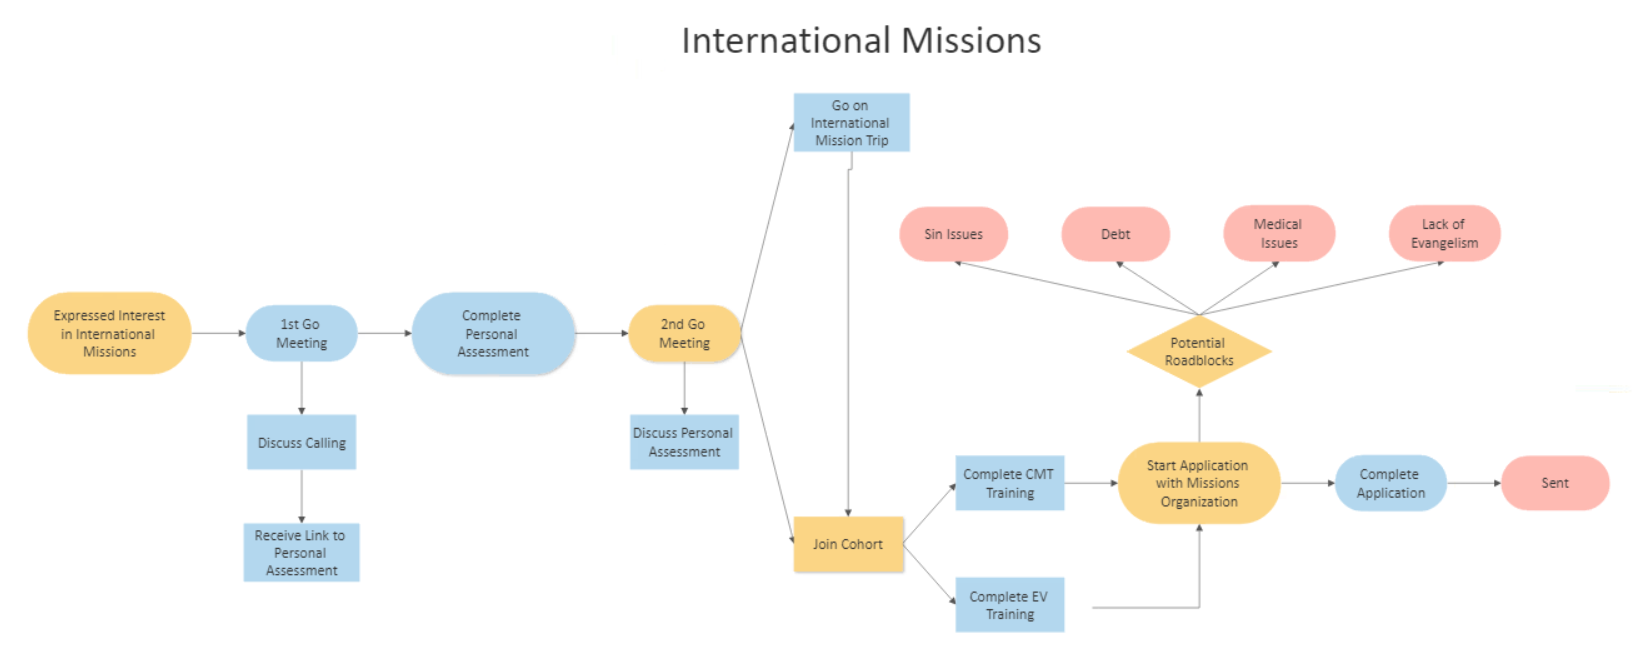 International Missions
Go on
International
Mission Trip
Sin Issues
Debt
Medical
Issues
Lack of
Evangelism
Expressed Interest
in International
Missions
1st Go
Meeting
Complete
Personal
Assessment
2nd Go
Meeting
Potential
Roadblocks
Discuss Calling
Discuss Personal
Assessment
Complete CMT
Training
Start Application
with Missions
Organization
Complete
Application
Sent
Receive Link to
Personal
Assessment
Join Cohort
Complete EV
Training